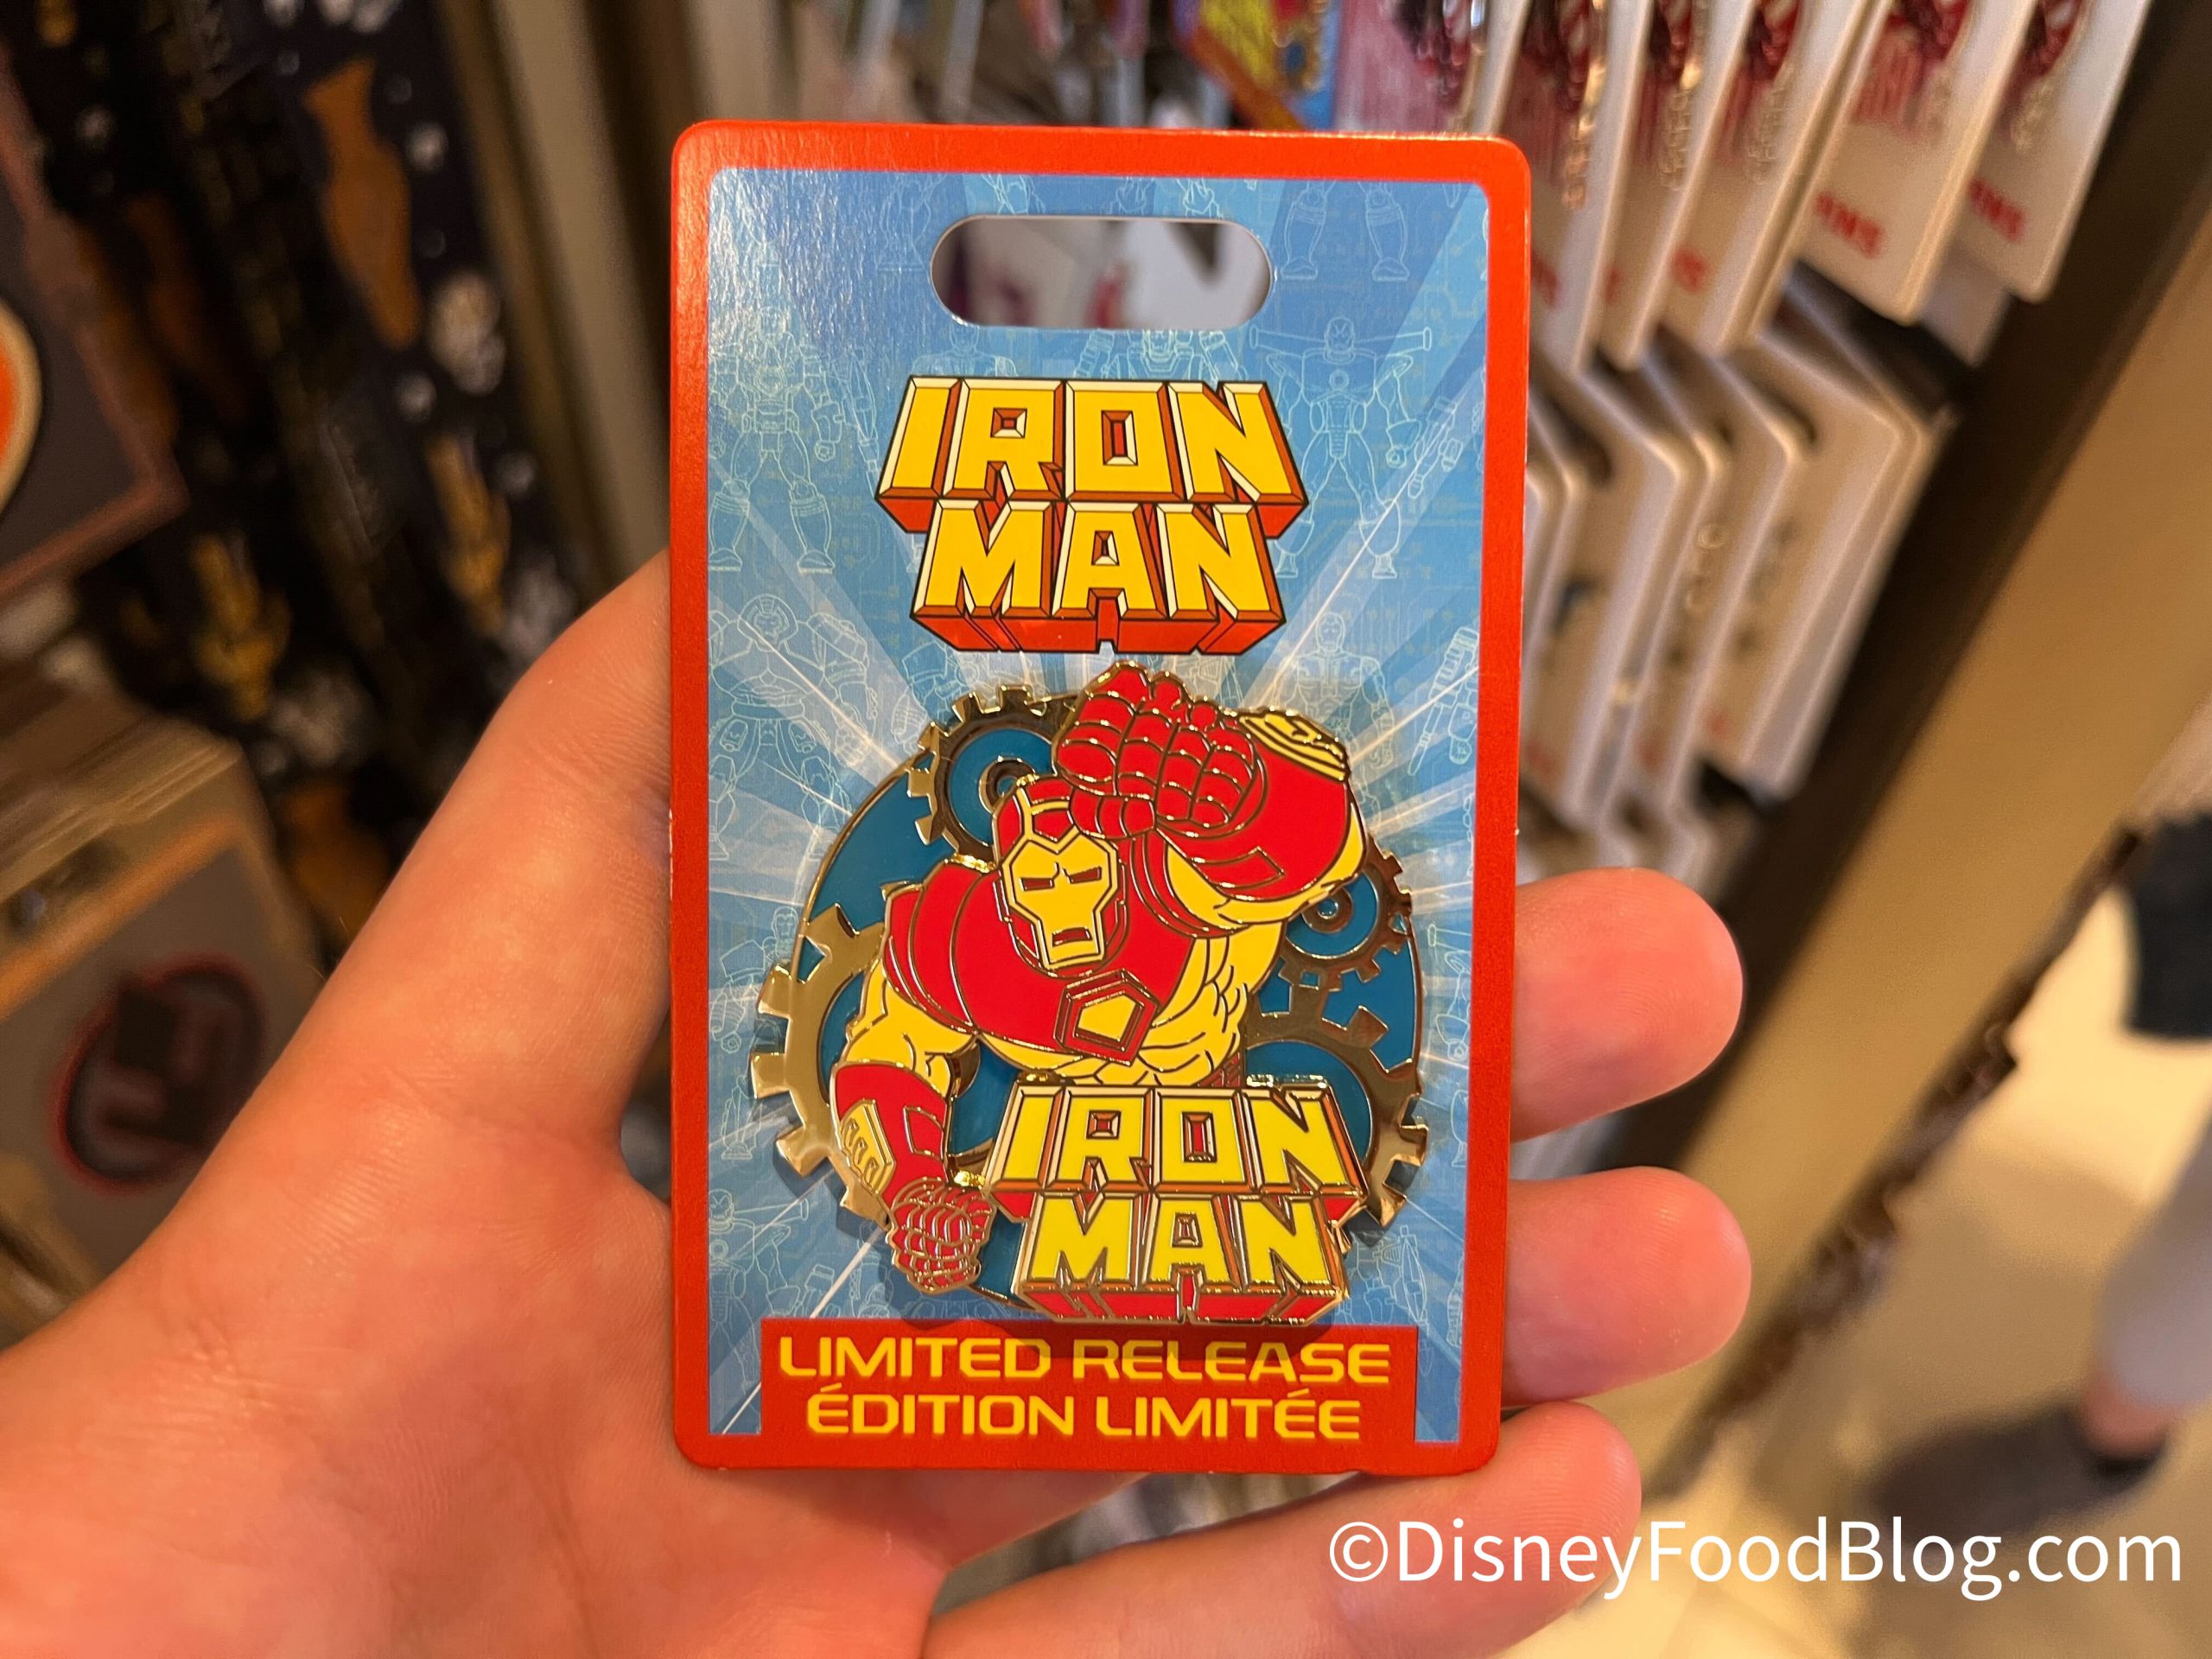 IRON
MAN
IRON
MAN
LIMITED RELEASE
ÉDITION LIMITÉE
©DisneyFoodBlog.com